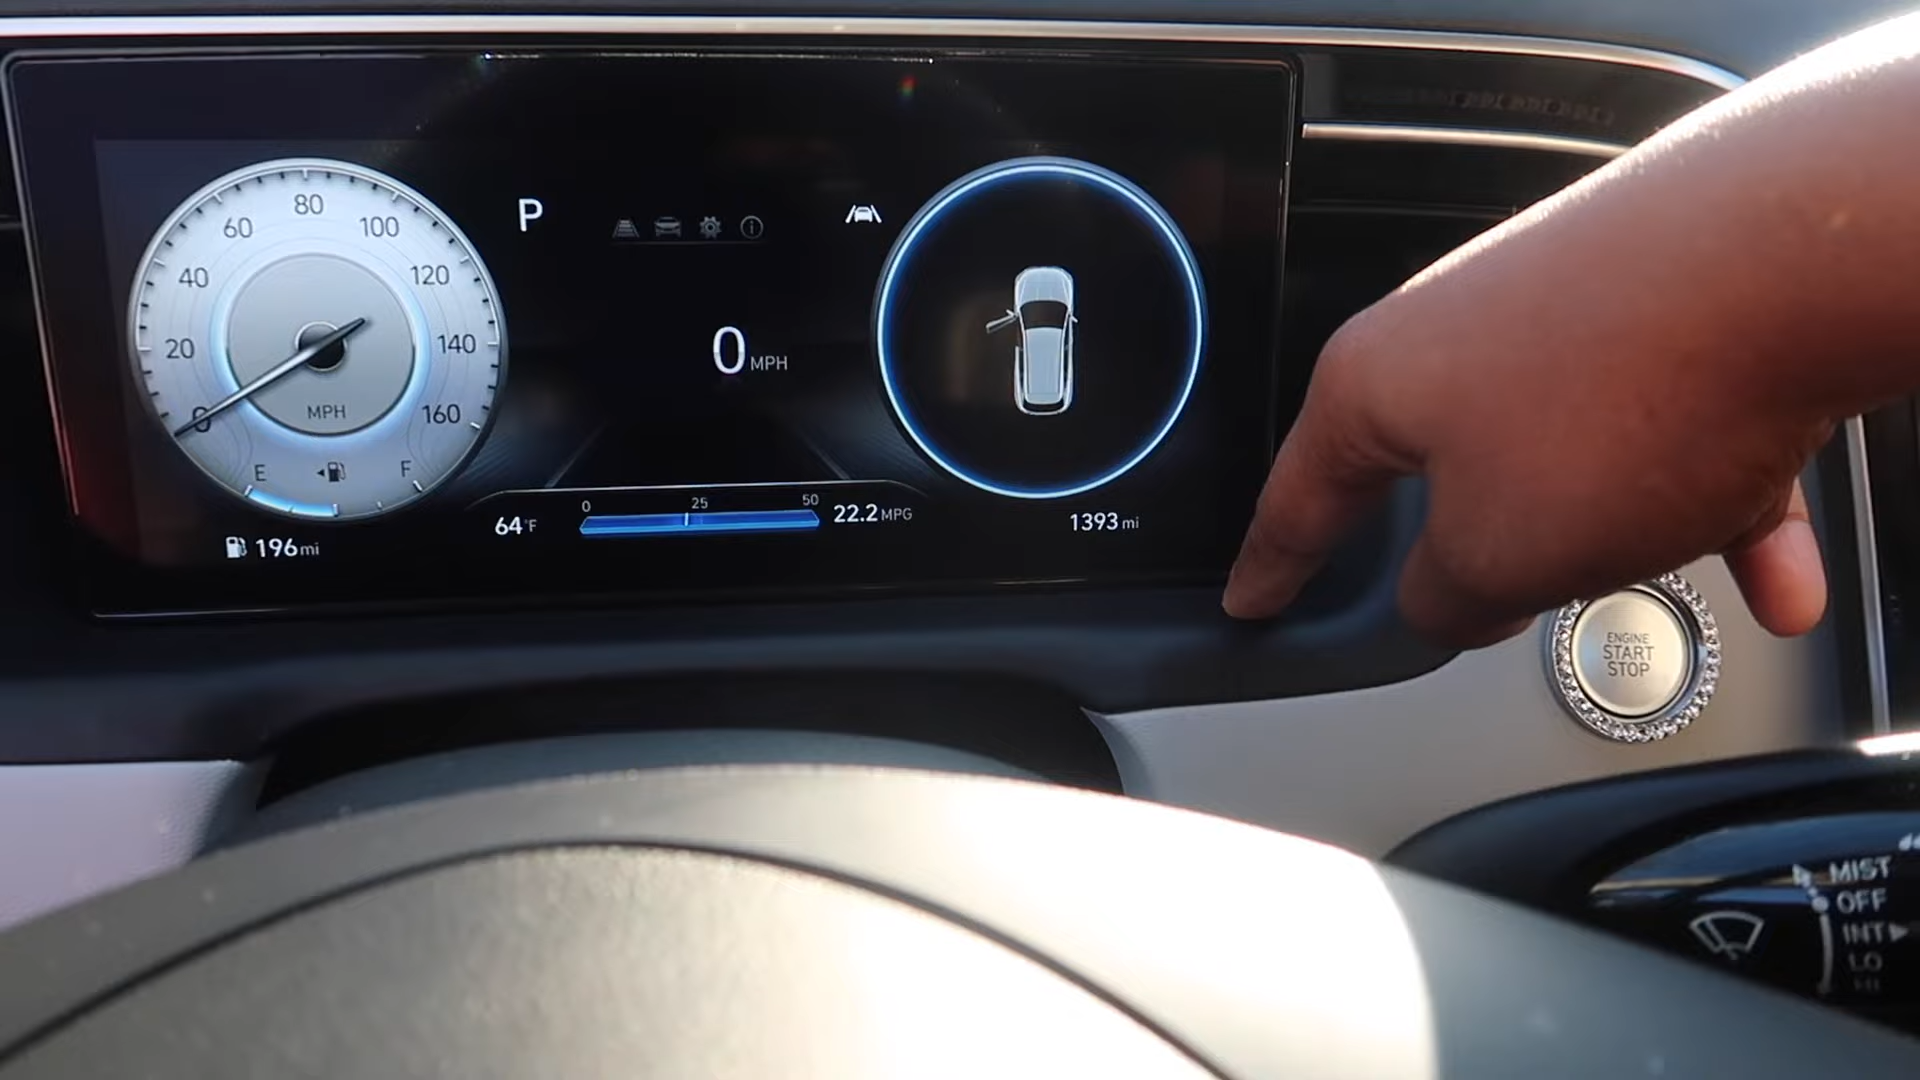 80
60
100
40
120
20
140
0
160
MPH
E
F
196 mi
P
0 MPH
0
25
50
64°F
22.2 MPG
1393 mi
ENGINE
START
STOP
MIST
OFF
INT
LO